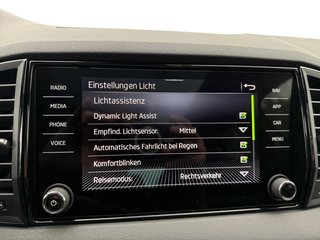 Einstellungen Licht
RADIO
MEDIA
PHONE
VOICE
Lichtassistenz
Dynamic Light Assist
Empfind. Lichtsensor: Mittel
Automatisches Fahrlicht bei Regen
Komfortblinken
Reisemodus: Rechtsverkehr
NAV
APP
CAR
MENU